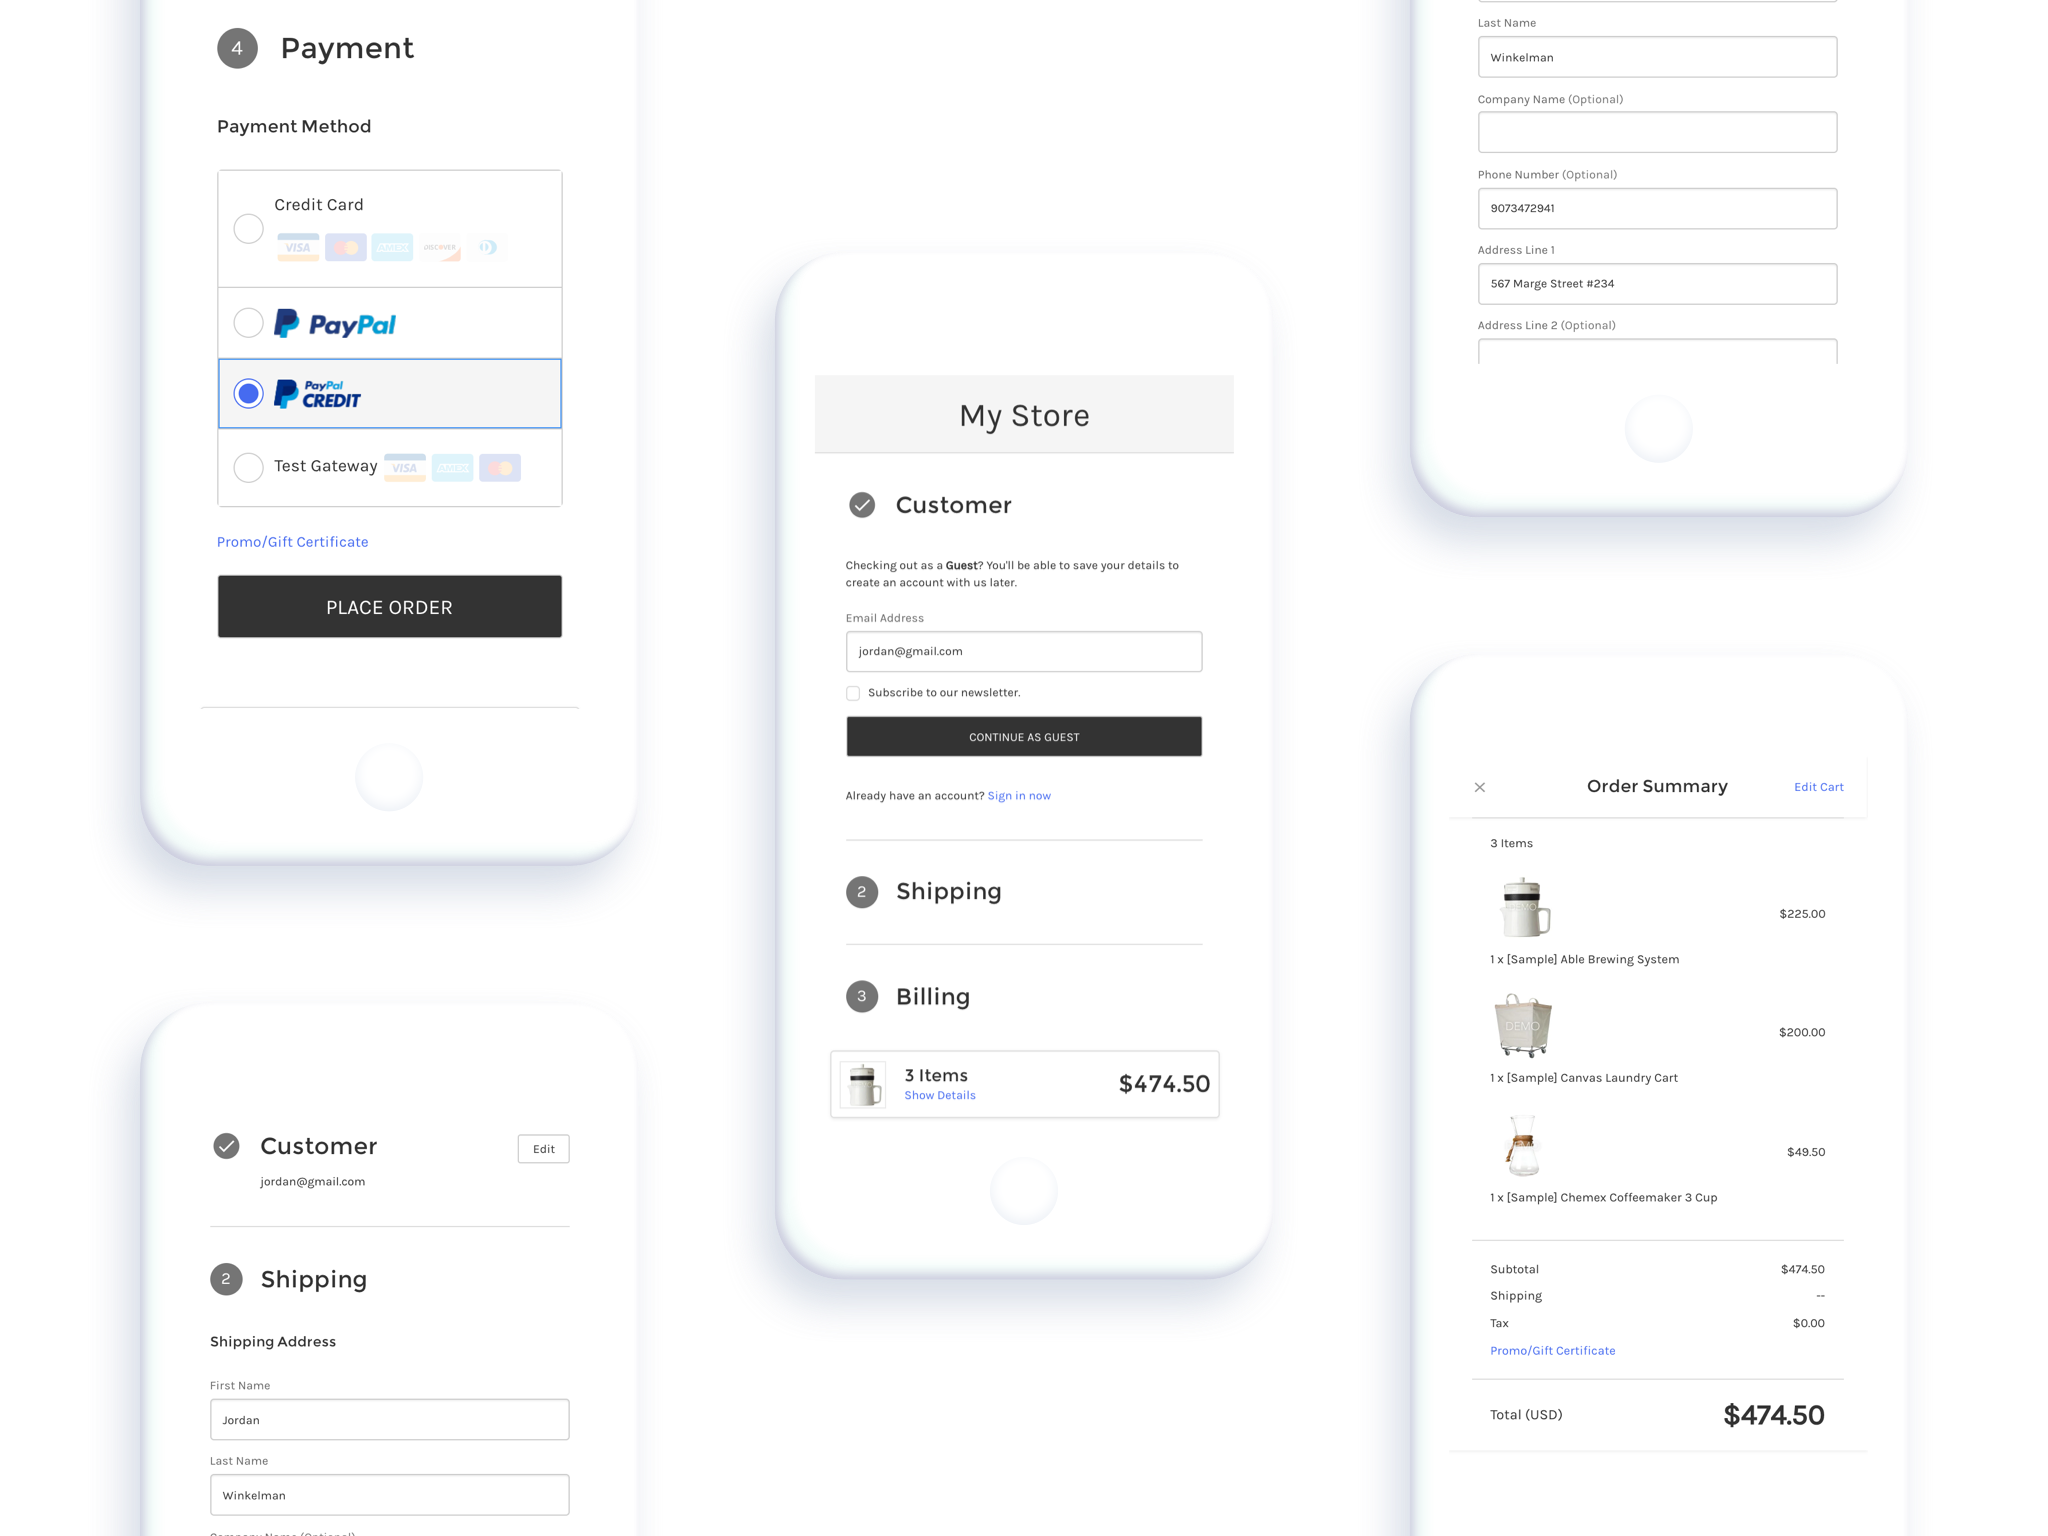 4 Payment
Payment Method
Credit Card
VISA AMEX DISCOVER
PayPal
PayPal
CREDIT
Test Gateway VISA AMEX
Promo/Gift Certificate
PLACE ORDER
Customer Edit
jordan@gmail.com
2 Shipping
Shipping Address
First Name
Jordan
Last Name
Winkelman
Company Name (Optional)
My Store
Customer
Checking out as a Guest? You'll be able to save your details to
create an account with us later.
Email Address
jordan@gmail.com
Subscribe to our newsletter.
CONTINUE AS GUEST
Already have an account? Sign in now
2 Shipping
3 Billing
3 Items $474.50
Show Details
Last Name
Winkelman
Company Name (Optional)
Phone Number (Optional)
9073472941
Address Line 1
567 Marge Street #234
Address Line 2 (Optional)
Order Summary Edit Cart
3 Items
$225.00
1 x [Sample] Able Brewing System
DEMO
$200.00
1 x [Sample] Canvas Laundry Cart
$49.50
1 x [Sample] Chemex Coffeemaker 3 Cup
Subtotal $474.50
Shipping --
Tax $0.00
Promo/Gift Certificate
Total (USD) $474.50